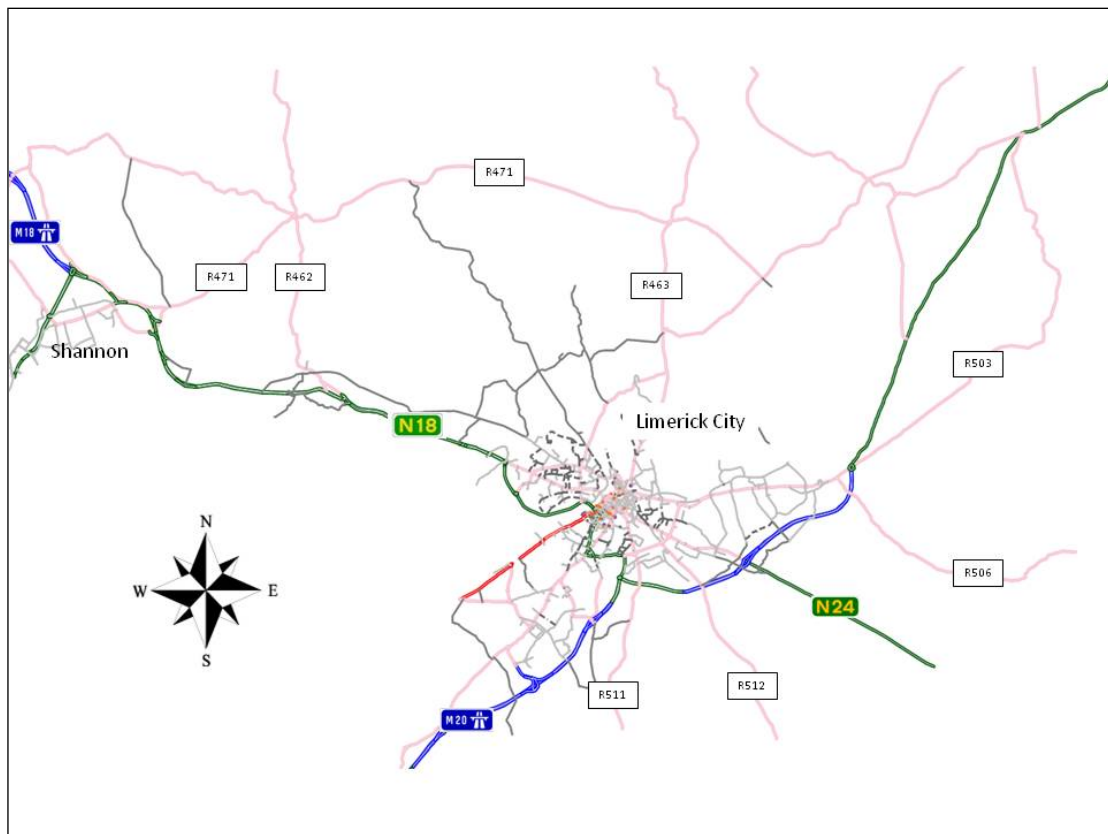 R471
M18
R471
R462
R463
Shannon
R503
N18
Limerick City
N
W
E
S
R506
N24
R512
R511
M20